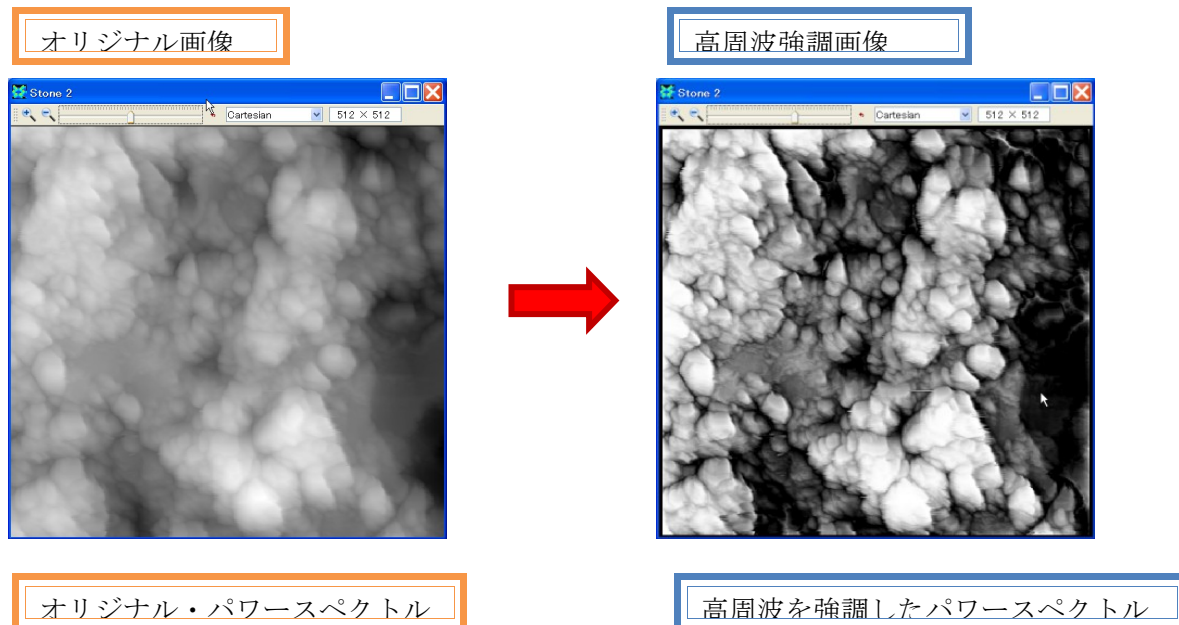 オリジナル画像
高周波強調画像
Stone 2
Cartesian
512 × 512
Stone 2
Cartesian
512 × 512
オリジナル・パワースペクトル
高周波を強調したパワースペクトル